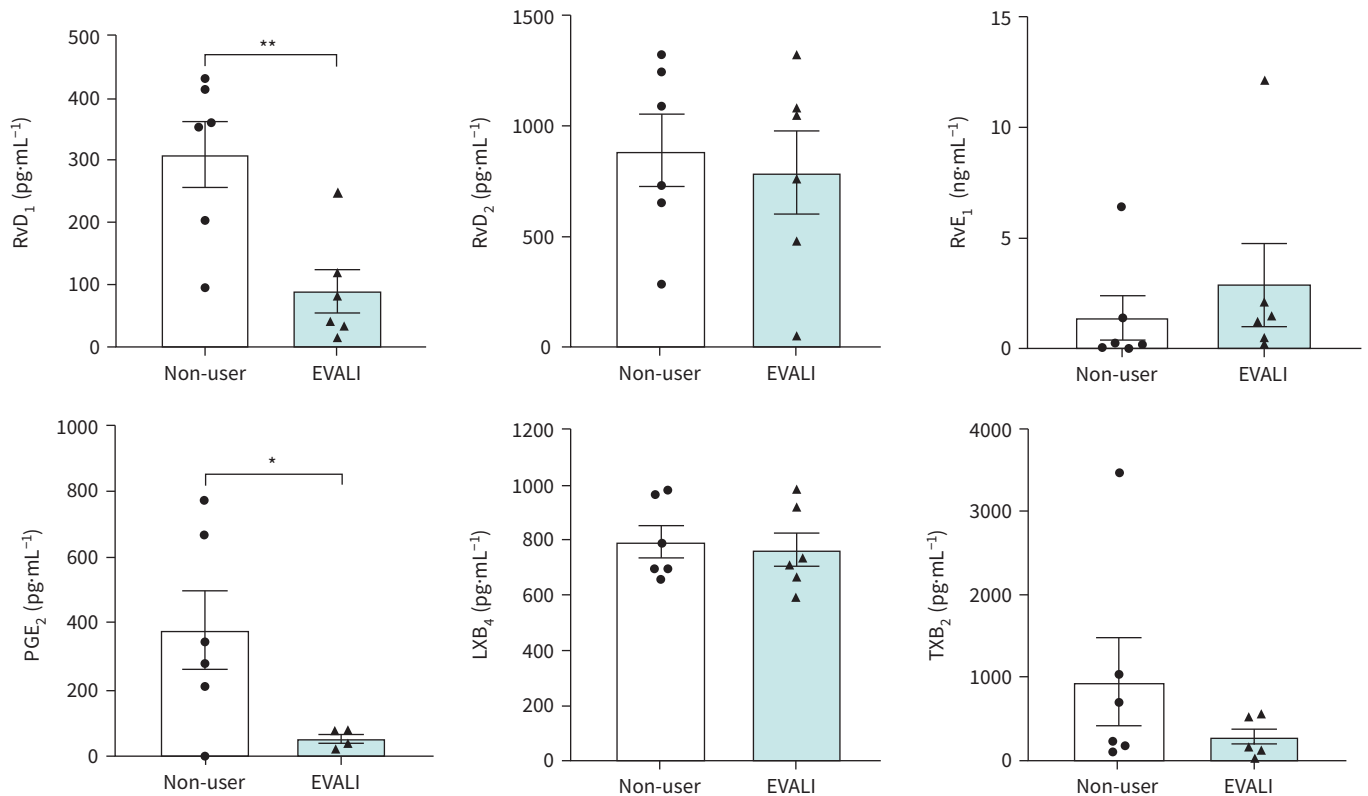 RvD1 (pg·mL−1)
500
400
300
200
100
0
**
Non-user
EVALI
RvD2 (pg·mL−1)
1500
1000
500
0
Non-user
EVALI
RvE1 (ng·mL−1)
15
10
5
0
Non-user
EVALI
PGE2 (pg·mL−1)
1000
800
600
400
200
0
*
Non-user
EVALI
LXB4 (pg·mL−1)
1200
1000
800
600
400
200
0
Non-user
EVALI
TXB2 (pg·mL−1)
4000
3000
2000
1000
0
Non-user
EVALI